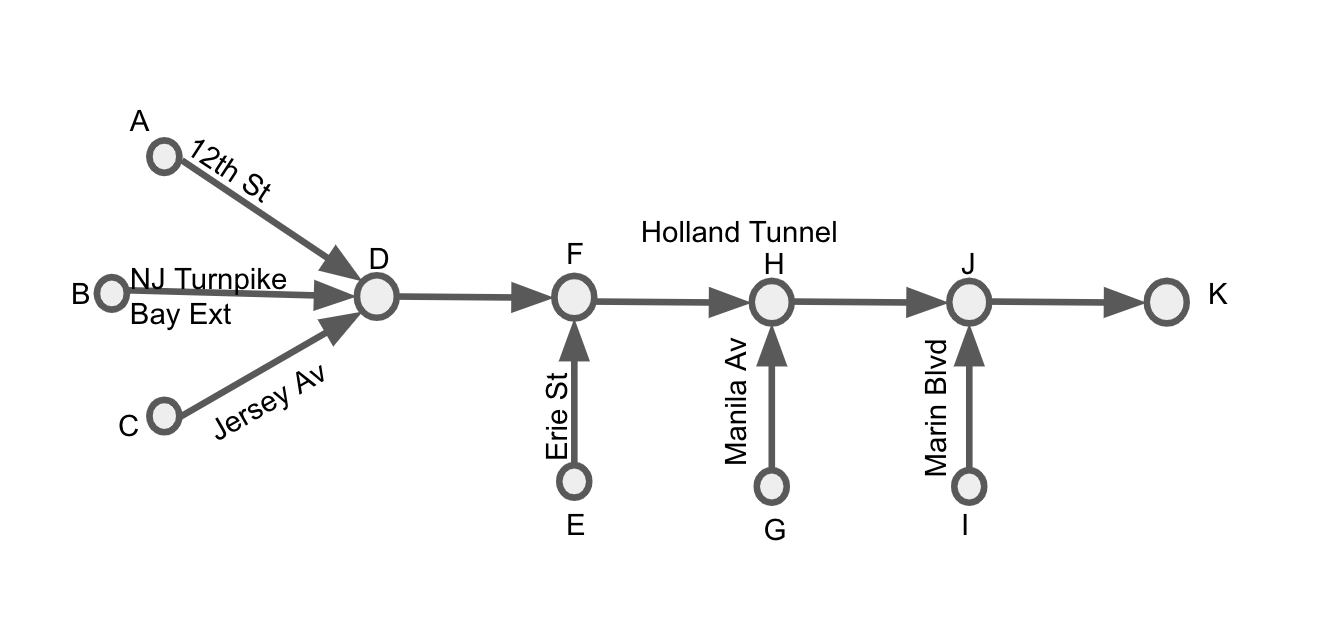 A
12th St
Holland Tunnel
D
F
H
J
B
NJ Turnpike
Bay Ext
K
C
Jersey Av
Erie St
Manila Av
Marin Blvd
E
G
I